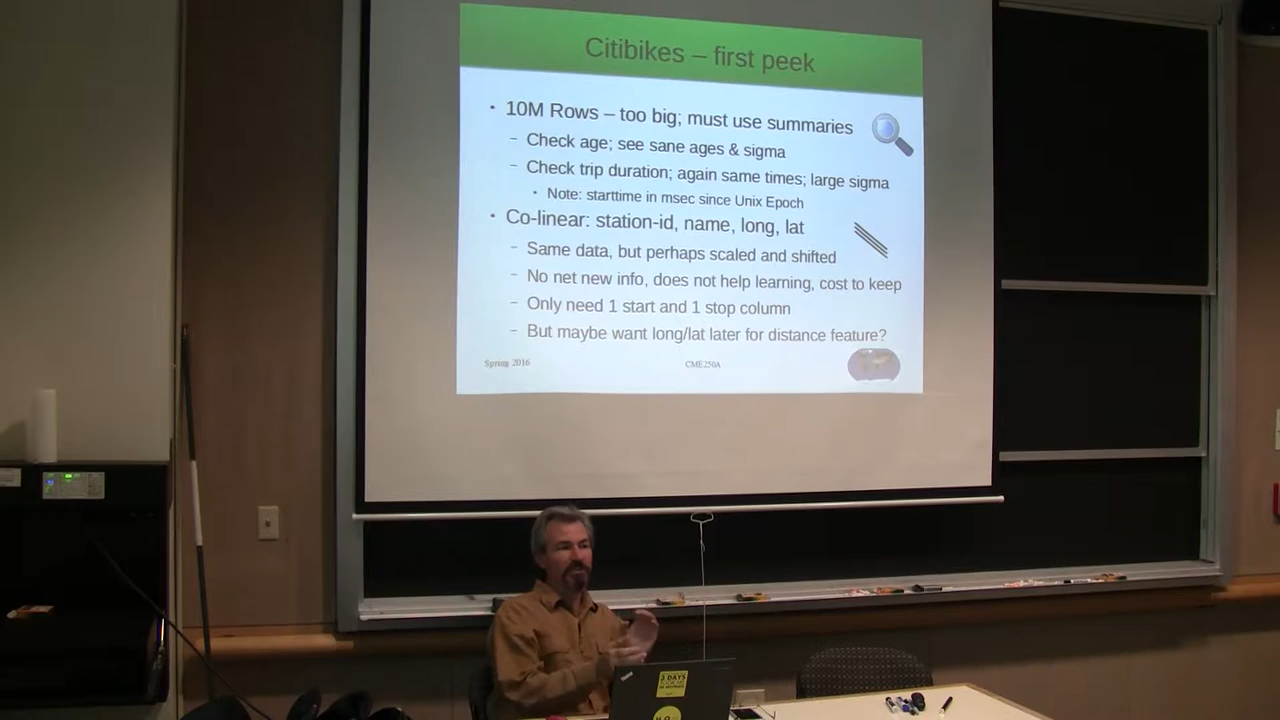 Citibikes – first peek
• 10M Rows – too big; must use summaries
– Check age; see sane ages & sigma
– Check trip duration; again same times; large sigma
• Note: starttime in msec since Unix Epoch
• Co-linear: station-id, name, long, lat
– Same data, but perhaps scaled and shifted
– No net new info, does not help learning, cost to keep
– Only need 1 start and 1 stop column
– But maybe want long/lat later for distance feature?
Spring 2016 CME250A
3 DAYS